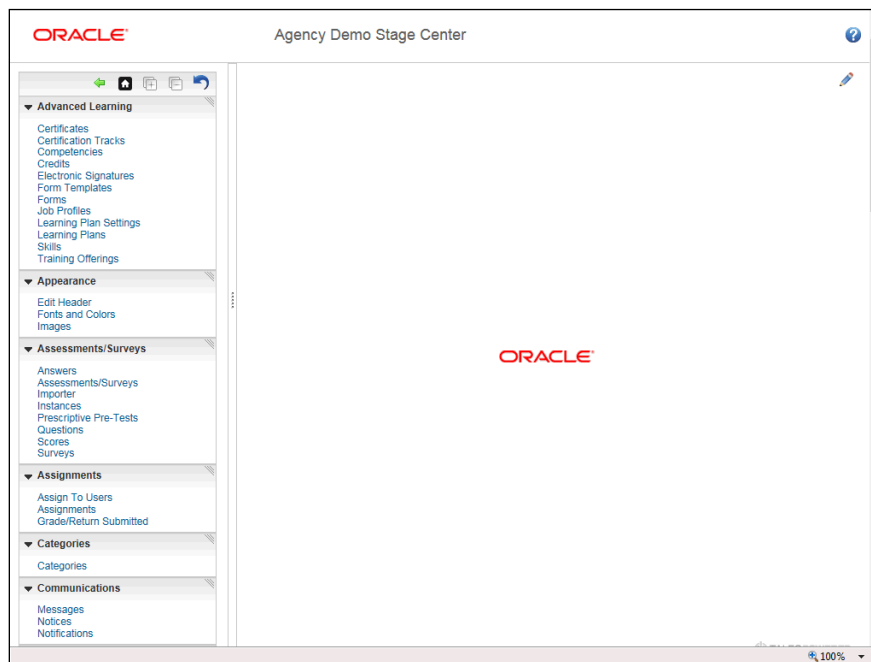 ORACLE
Agency Demo Stage Center
Advanced Learning
Certificates
Certification Tracks
Competencies
Credits
Electronic Signatures
Form Templates
Forms
Job Profiles
Learning Plan Settings
Learning Plans
Skills
Training Offerings
Appearance
Edit Header
Fonts and Colors
Images
Assessments/Surveys
Answers
Assessments/Surveys
Importer
Instances
Prescriptive Pre-Tests
Questions
Scores
Surveys
Assignments
Assign To Users
Assignments
Grade/Return Submitted
Categories
Categories
Communications
Messages
Notices
Notifications
ORACLE
100%